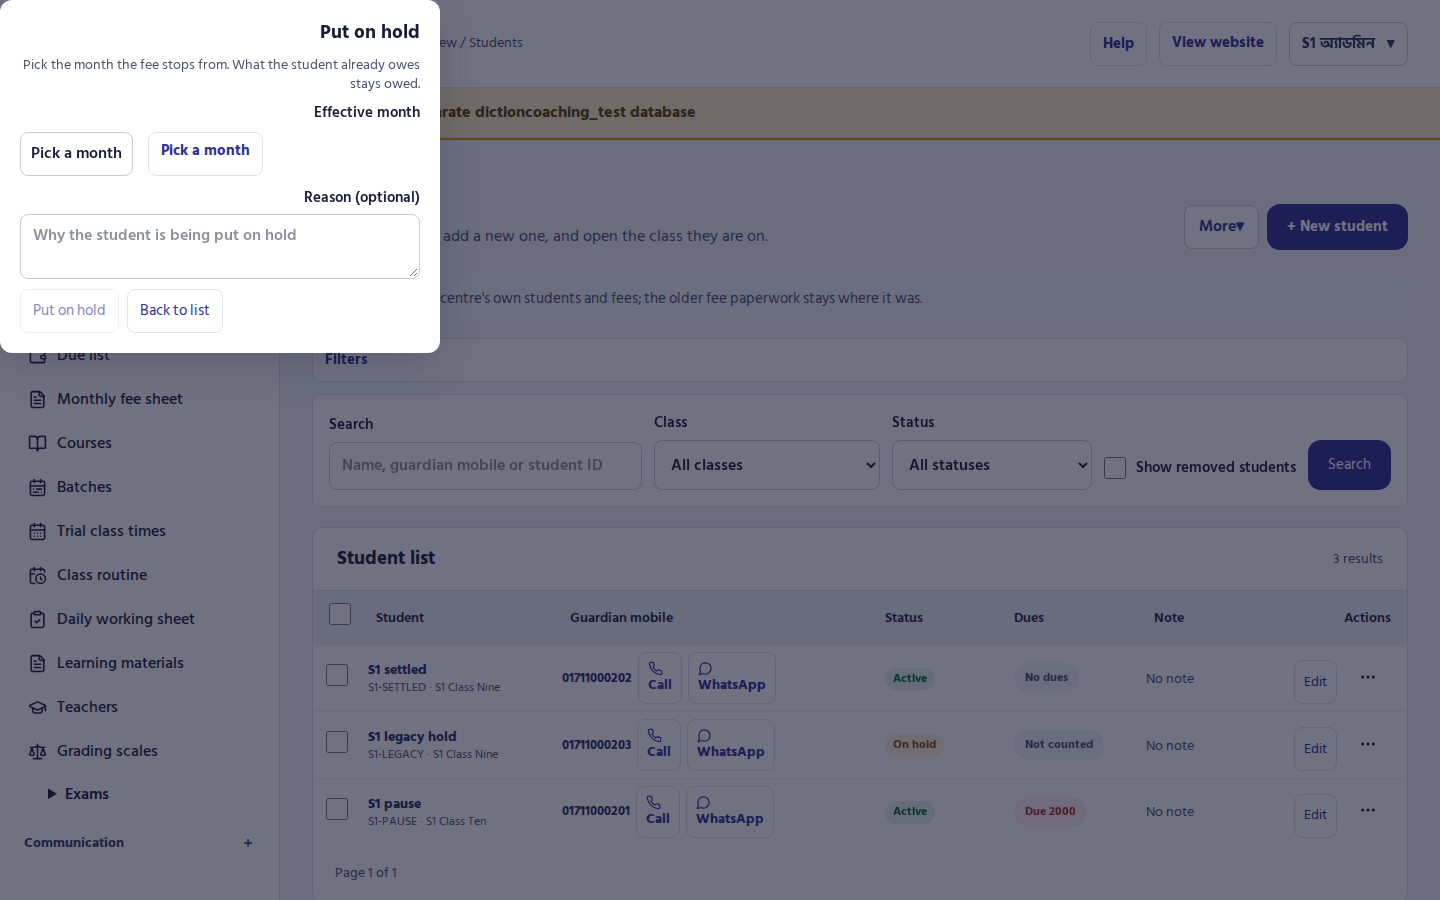 Put on hold
Pick the month the fee stops from. What the student already owes
stays owed.
Effective month
Pick a month Pick a month
Reason (optional)
Why the student is being put on hold
Put on hold Back to list
/ Students
Help View website S1 অ্যাডমিন ▾
dictioncoaching_test database
add a new one, and open the class they are on.
More▾ + New student
centre's own students and fees; the older fee paperwork stays where it was.
Due list
Monthly fee sheet
Courses
Batches
Trial class times
Class routine
Daily working sheet
Learning materials
Teachers
Grading scales
▶ Exams
Communication +
Filters
Search Class Status
Name, guardian mobile or student ID All classes All statuses Show removed students Search
Student list 3 results
Student Guardian mobile Status Dues Note Actions
S1 settled
S1-SETTLED · S1 Class Nine
01711000202 Call WhatsApp Active No dues No note Edit ···
S1 legacy hold
S1-LEGACY · S1 Class Nine
01711000203 Call WhatsApp On hold Not counted No note Edit ···
S1 pause
S1-PAUSE · S1 Class Ten
01711000201 Call WhatsApp Active Due 2000 No note Edit ···
Page 1 of 1